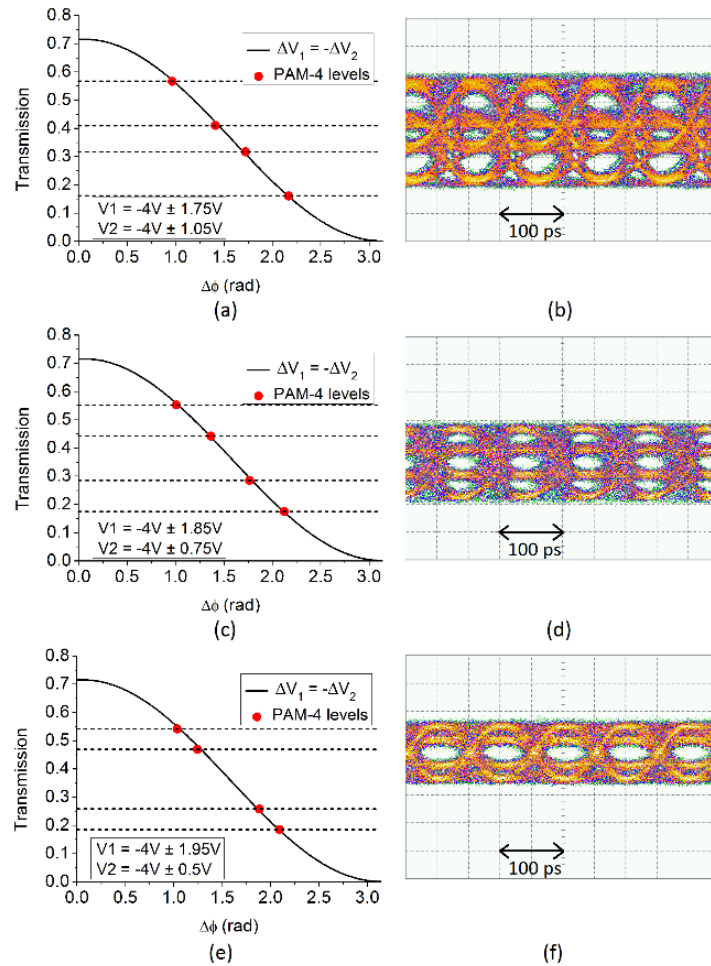 0.8
0.7
0.6
0.5
0.4
0.3
0.2
0.1
0.0
Transmission
ΔV1 = -ΔV2
PAM-4 levels
V1 = -4V ± 1.75V
V2 = -4V ± 1.05V
0.0 0.5 1.0 1.5 2.0 2.5 3.0
Δϕ (rad)
(a)
100 ps
(b)
0.8
0.7
0.6
0.5
0.4
0.3
0.2
0.1
0.0
Transmission
ΔV1 = -ΔV2
PAM-4 levels
V1 = -4V ± 1.85V
V2 = -4V ± 0.75V
0.0 0.5 1.0 1.5 2.0 2.5 3.0
Δϕ (rad)
(c)
100 ps
(d)
0.8
0.7
0.6
0.5
0.4
0.3
0.2
0.1
0.0
Transmission
ΔV1 = -ΔV2
PAM-4 levels
V1 = -4V ± 1.95V
V2 = -4V ± 0.5V
0.0 0.5 1.0 1.5 2.0 2.5 3.0
Δϕ (rad)
(e)
100 ps
(f)